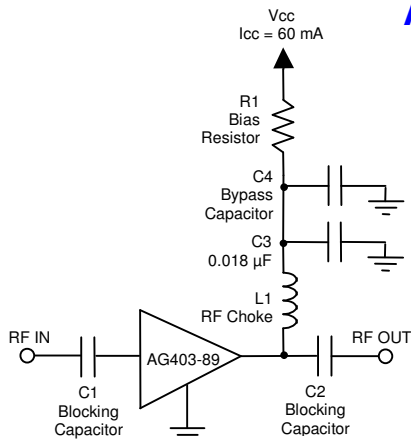 Vcc
Icc = 60 mA
R1
Bias
Resistor
C4
Bypass
Capacitor
C3
0.018 µF
L1
RF Choke
RF IN
AG403-89
RF OUT
C1
Blocking
Capacitor
C2
Blocking
Capacitor